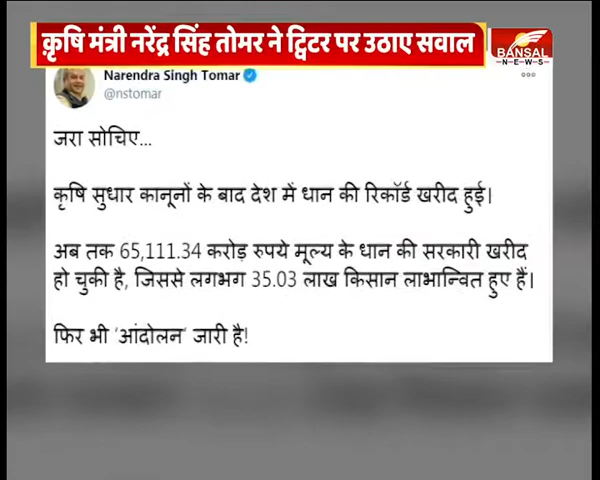 कृषि मंत्री नरेंद्र सिंह तोमर ने ट्विटर पर उठाए सवाल
BANSAL
NEWS
Narendra Singh Tomar
@nstomar
जरा सोचिए...
कृषि सुधार कानूनों के बाद देश में धान की रिकॉर्ड खरीद हुई।
अब तक 65,111.34 करोड़ रुपये मूल्य के धान की सरकारी खरीद
हो चुकी है, जिससे लगभग 35.03 लाख किसान लाभान्वित हुए हैं।
फिर भी 'आंदोलन' जारी है!